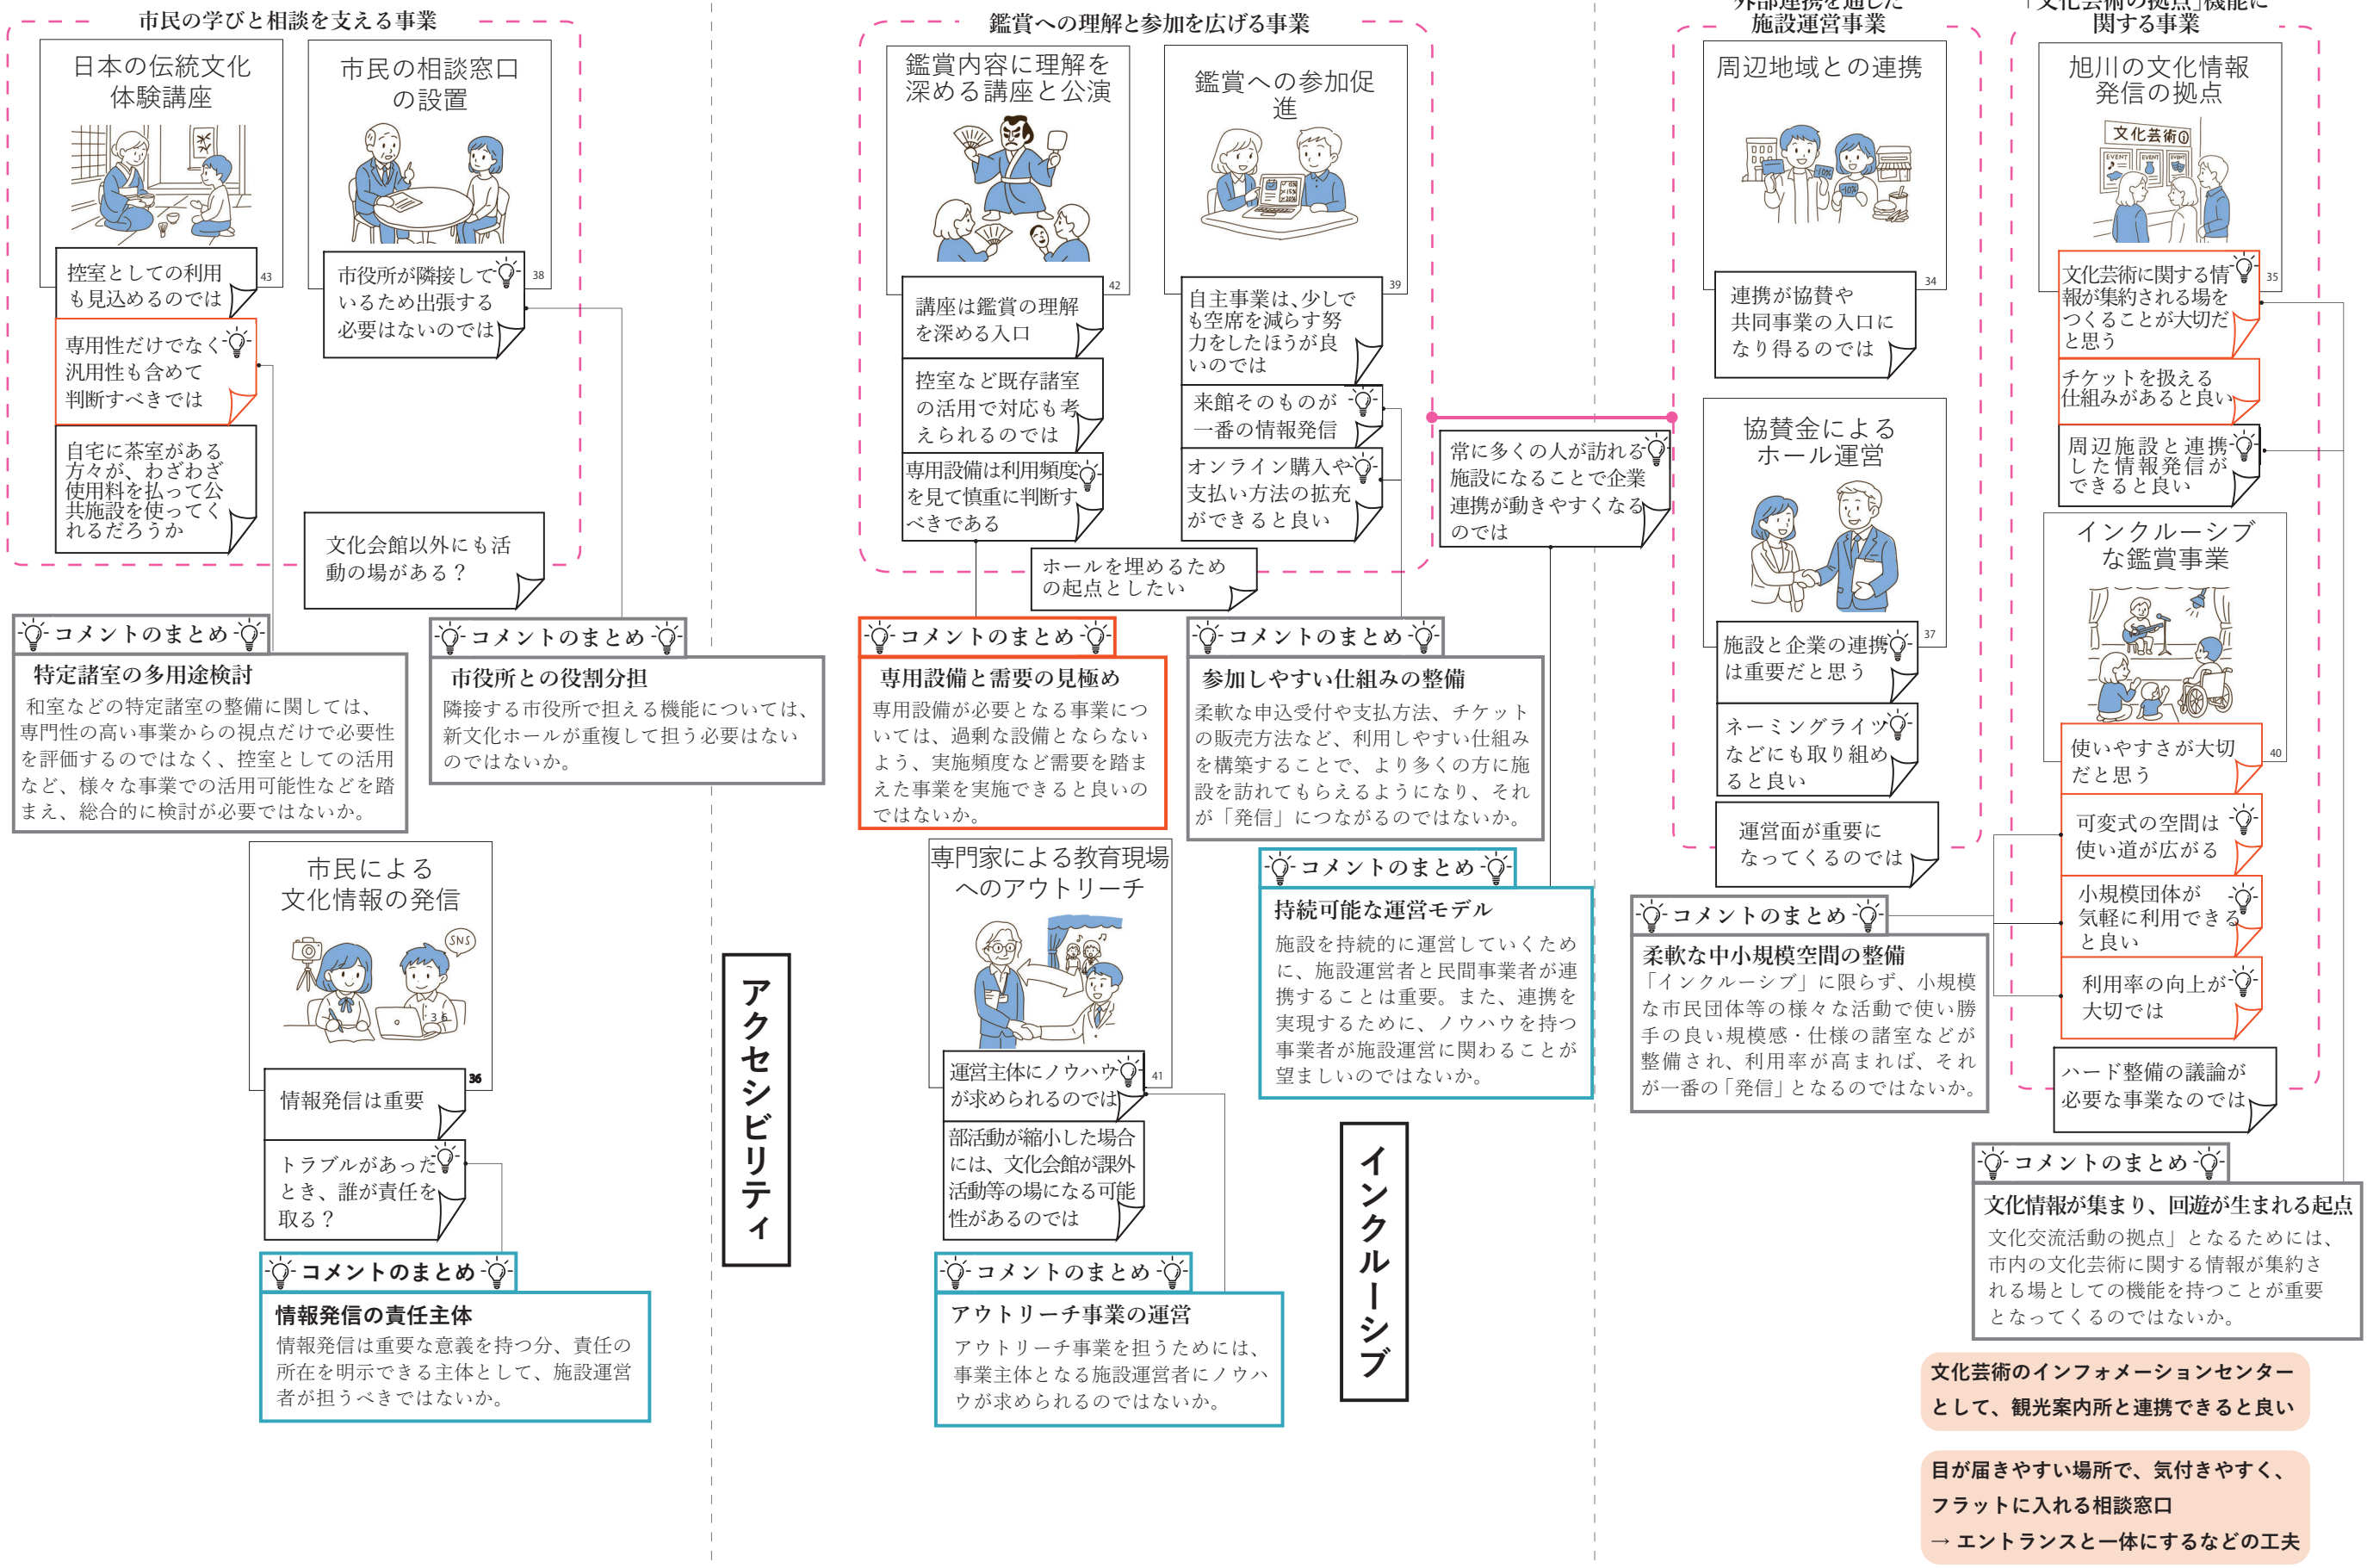 市民の学びと相談を支える事業
日本の伝統文化
体験講座
43
控室としての利用
も見込めるのでは
専用性だけでなく
汎用性も含めて
判断すべきでは
自宅に茶室がある
方々が、わざわざ
使用料を払って公
共施設を使ってく
れるだろうか
市民の相談窓口
の設置
38
市役所が隣接して
いるため出張する
必要はないのでは
文化会館以外にも活
動の場がある？
コメントのまとめ
特定諸室の多用途検討
和室などの特定諸室の整備に関しては、
専門性の高い事業からの視点だけで必要性
を評価するのではなく、控室としての活用
など、様々な事業での活用可能性などを踏
まえ、総合的に検討が必要ではないか。
コメントのまとめ
市役所との役割分担
隣接する市役所で担える機能については、
新文化ホールが重複して担う必要はない
のではないか。
市民による
文化情報の発信
SNS
36
36
情報発信は重要
トラブルがあった
とき、誰が責任を
取る？
コメントのまとめ
情報発信の責任主体
情報発信は重要な意義を持つ分、責任の
所在を明示できる主体として、施設運営
者が担うべきではないか。
アクセシビリティ
鑑賞への理解と参加を広げる事業
鑑賞内容に理解を
深める講座と公演
42
講座は鑑賞の理解
を深める入口
控室など既存諸室
の活用で対応も考
えられるのでは
専用設備は利用頻度
を見て慎重に判断す
べきである
鑑賞への参加促
進
39
自主事業は、少しで
も空席を減らす努
力をしたほうが良
いのでは
来館そのものが
一番の情報発信
オンライン購入や
支払い方法の拡充
ができると良い
ホールを埋めるため
の起点としたい
常に多くの人が訪れる
施設になることで企業
連携が動きやすくなる
のでは
コメントのまとめ
専用設備と需要の見極め
専用設備が必要となる事業につ
いては、過剰な設備とならない
よう、実施頻度など需要を踏ま
えた事業を実施できると良いの
ではないか。
コメントのまとめ
参加しやすい仕組みの整備
柔軟な申込受付や支払方法、チケット
の販売方法など、利用しやすい仕組み
を構築することで、より多くの方に施
設を訪れてもらえるようになり、それ
が「発信」につながるのではないか。
専門家による教育現場
へのアウトリーチ
41
運営主体にノウハウ
が求められるのでは
部活動が縮小した場合
には、文化会館が課外
活動等の場になる可能
性があるのでは
コメントのまとめ
アウトリーチ事業の運営
アウトリーチ事業を担うためには、
事業主体となる施設運営者にノウハ
ウが求められるのではないか。
コメントのまとめ
持続可能な運営モデル
施設を持続的に運営していくため
に、施設運営者と民間事業者が連
携することは重要。また、連携を
実現するために、ノウハウを持つ
事業者が施設運営に関わることが
望ましいのではないか。
インクルーシブ
外部連携を通じた
施設運営事業
周辺地域との連携
-10%
-10%
34
連携が協賛や
共同事業の入口に
なり得るのでは
協賛金による
ホール運営
37
施設と企業の連携
は重要だと思う
ネーミングライツ
などにも取り組め
ると良い
運営面が重要に
なってくるのでは
コメントのまとめ
柔軟な中小規模空間の整備
「インクルーシブ」に限らず、小規模
な市民団体等の様々な活動で使い勝
手の良い規模感・仕様の諸室などが
整備され、利用率が高まれば、それ
が一番の「発信」となるのではないか。
「文化芸術の拠点」機能に
関する事業
旭川の文化情報
発信の拠点
文化芸術
EVENT
EVENT
EVENT
35
文化芸術に関する情
報が集約される場を
つくることが大切だ
と思う
チケットを扱える
仕組みがあると良い
周辺施設と連携
した情報発信が
できると良い
インクルーシブ
な鑑賞事業
40
使いやすさが大切
だと思う
可変式の空間は
使い道が広がる
小規模団体が
気軽に利用できる
と良い
利用率の向上が
大切では
ハード整備の議論が
必要な事業なのでは
コメントのまとめ
文化情報が集まり、回遊が生まれる起点
文化交流活動の拠点」となるためには、
市内の文化芸術に関する情報が集約さ
れる場としての機能を持つことが重要
となってくるのではないか。
文化芸術のインフォメーションセンター
として、観光案内所と連携できると良い
目が届きやすい場所で、気付きやすく、
フラットに入れる相談窓口
→ エントランスと一体にするなどの工夫